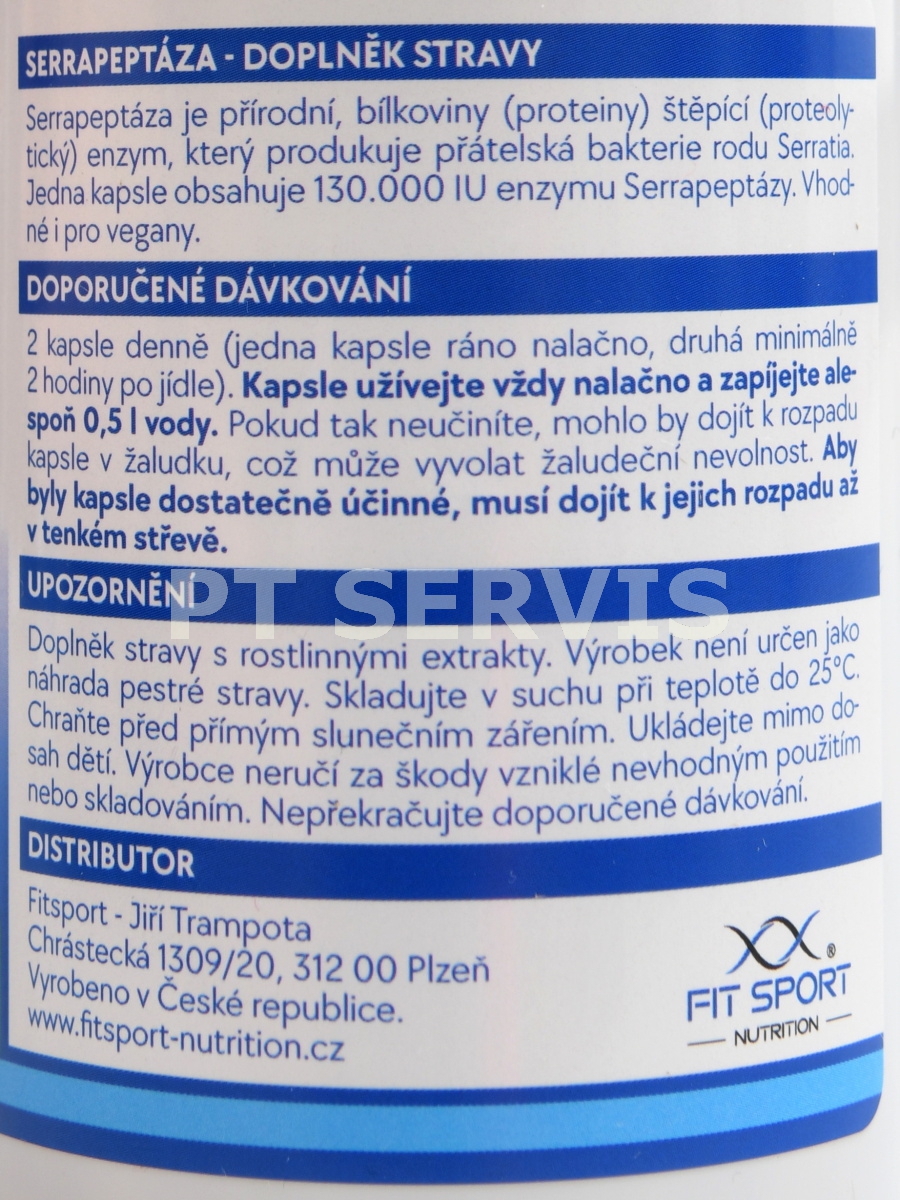 SERRAPEPTÁZA - DOPLNĚK STRAVY
Serrapeptáza je přírodní, bílkoviny (proteiny) štěpící (proteoly-
tický) enzym, který produkuje přátelská bakterie rodu Serratia.
Jedna kapsle obsahuje 130.000 IU enzymu Serrapeptázy. Vhod-
né i pro vegany.
DOPORUČENÉ DÁVKOVÁNÍ
2 kapsle denně (jedna kapsle ráno nalačno, druhá minimálně
2 hodiny po jídle). Kapsle užívejte vždy nalačno a zapíjejte ale-
spoň 0,5 l vody. Pokud tak neučiníte, mohlo by dojít k rozpadu
kapsle v žaludku, což může vyvolat žaludeční nevolnost. Aby
byly kapsle dostatečně účinné, musí dojít k jejich rozpadu až
v tenkém střevě.
UPOZORNĚNÍ
PT SERVIS
Doplněk stravy s rostlinnými extrakty. Výrobek není určen jako
náhrada pestré stravy. Skladujte v suchu při teplotě do 25°C.
Chraňte před přímým slunečním zářením. Ukládejte mimo do-
sah dětí. Výrobce neručí za škody vzniklé nevhodným použitím
nebo skladováním. Nepřekračujte doporučené dávkování.
DISTRIBUTOR
Fitsport - Jiří Trampota
Chrástecká 1309/20, 312 00 Plzeň
Vyrobeno v České republice.
www.fitsport-nutrition.cz
®
FIT SPORT
NUTRITION